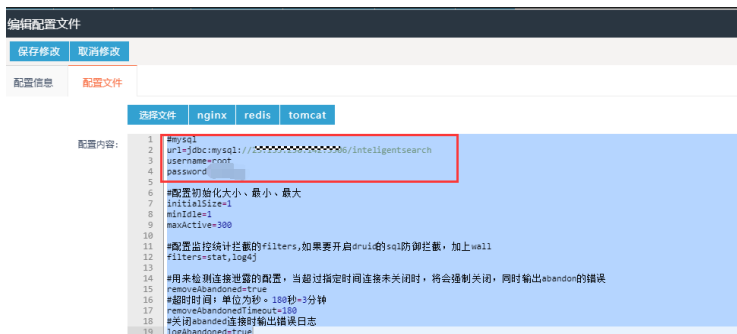 编辑配置文件
保存修改 取消修改
配置信息 配置文件
选择文件 nginx redis tomcat
配置内容:
1 #mysql
2 url=jdbc:mysql:// /inteligentsearch
3 username=root
4 password
5
6 #配置初始化大小、最小、最大
7 initialSize=1
8 minIdle=1
9 maxActive=300
10
11 #配置监控统计拦截的filters,如果要开启druid的sql防御拦截,加上wall
12 filters=stat,log4j
13
14 #用来检测连接泄露的配置,当超过指定时间连接未关闭时,将会强制关闭,同时输出abandon的错误
15 removeAbandoned=true
16 #超时时间;单位为秒。180秒=3分钟
17 removeAbandonedTimeout=180
18 #关闭abanded连接时输出错误日志
19 logAbandoned=true